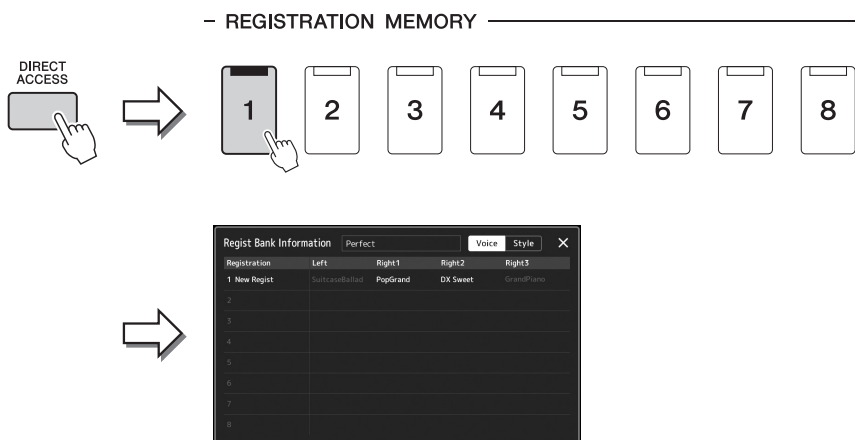 REGISTRATION MEMORY
DIRECT
ACCESS
1 2 3 4 5 6 7 8
Regist Bank Information Perfect Voice Style X
Registration Left Right1 Right2 Right3
1 New Regist SuitcaseBallad PopGrand DX Sweet GrandPiano
2
3
4
5
6
7
8